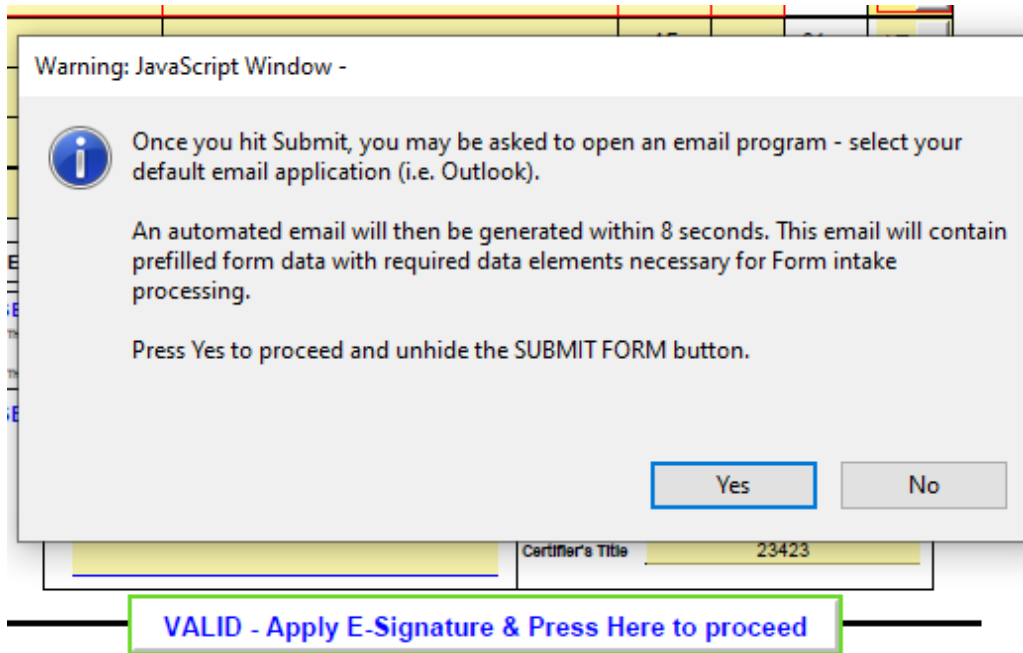 Warning: JavaScript Window -
Once you hit Submit, you may be asked to open an email program - select your
default email application (i.e. Outlook).
An automated email will then be generated within 8 seconds. This email will contain
prefilled form data with required data elements necessary for Form intake
processing.
Press Yes to proceed and unhide the SUBMIT FORM button.
Yes No
Certifier's Title 23423
VALID - Apply E-Signature & Press Here to proceed